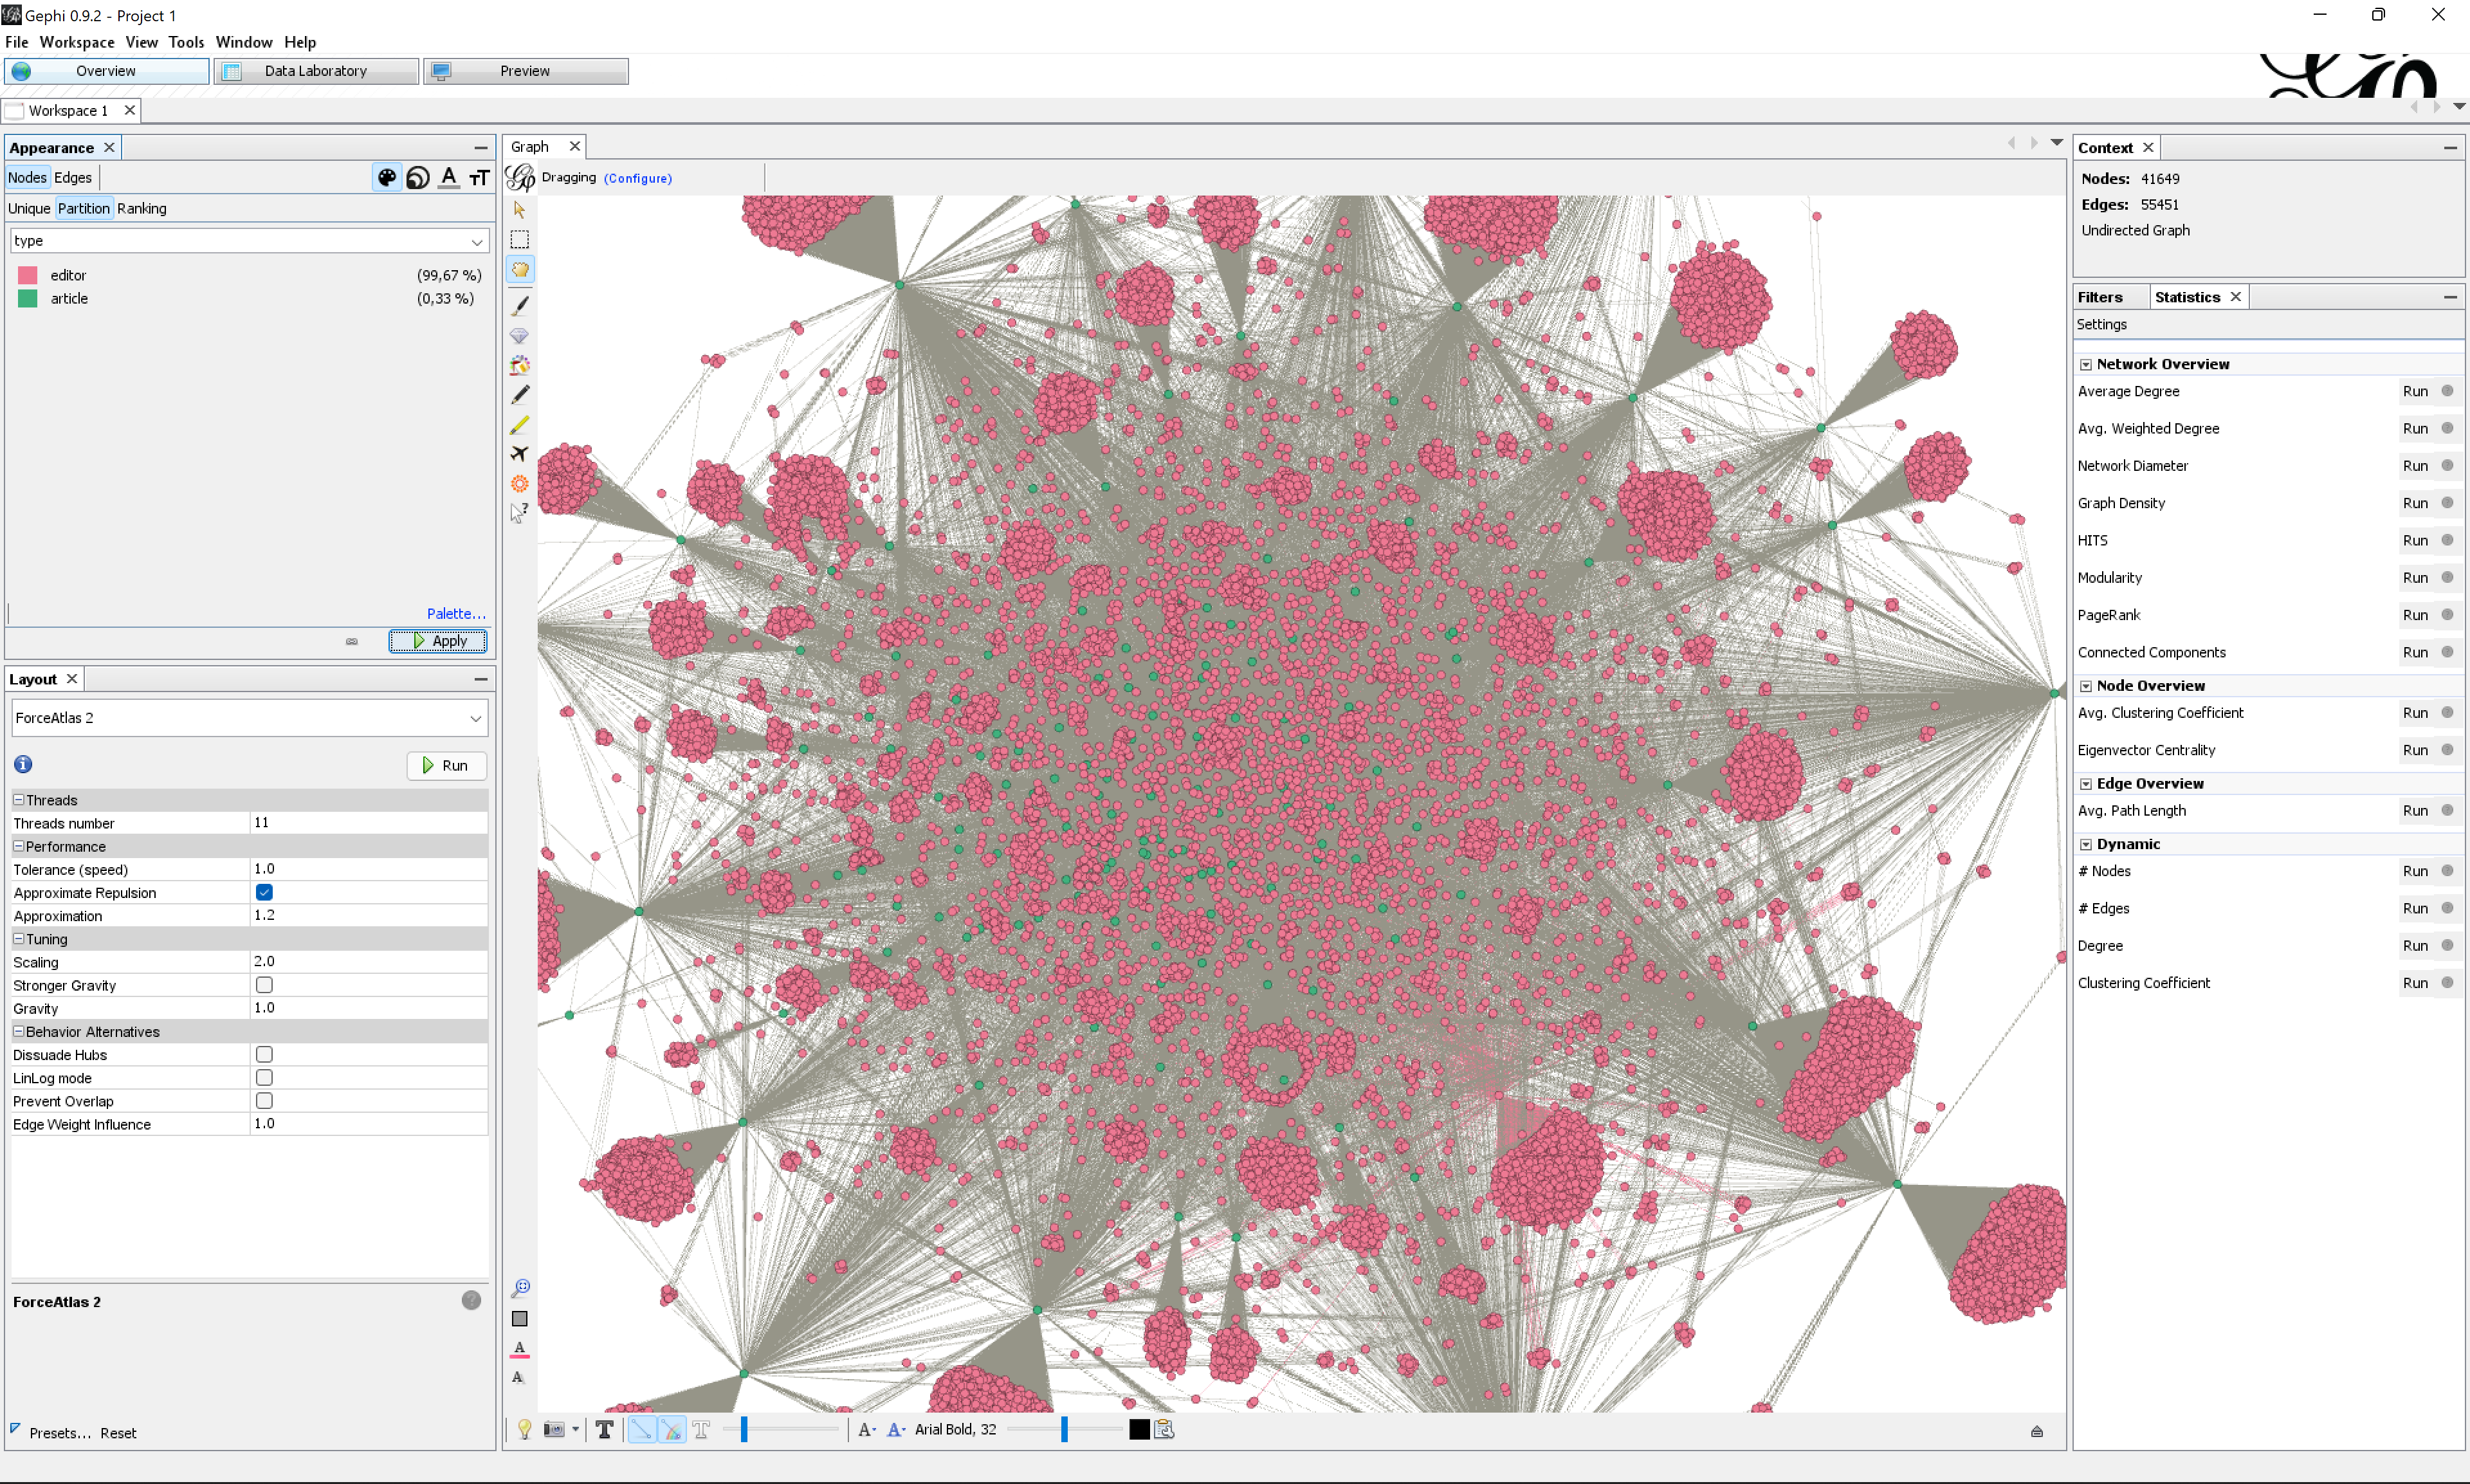 Gephi 0.9.2 - Project 1
File Workspace View Tools Window Help
Overview Data Laboratory Preview
Workspace 1
Appearance
Nodes Edges
Unique Partition Ranking
type
editor (99,67 %)
article (0,33 %)
Palette...
Apply
Layout
ForceAtlas 2
Run
Threads
Threads number 11
Performance
Tolerance (speed) 1.0
Approximate Repulsion
Approximation 1.2
Tuning
Scaling 2.0
Stronger Gravity
Gravity 1.0
Behavior Alternatives
Dissuade Hubs
LinLog mode
Prevent Overlap
Edge Weight Influence 1.0
ForceAtlas 2
Presets... Reset
Graph
Dragging (Configure)
Arial Bold, 32
Context
Nodes: 41649
Edges: 55451
Undirected Graph
Filters Statistics
Settings
Network Overview
Average Degree Run
Avg. Weighted Degree Run
Network Diameter Run
Graph Density Run
HITS Run
Modularity Run
PageRank Run
Connected Components Run
Node Overview
Avg. Clustering Coefficient Run
Eigenvector Centrality Run
Edge Overview
Avg. Path Length Run
Dynamic
# Nodes Run
# Edges Run
Degree Run
Clustering Coefficient Run